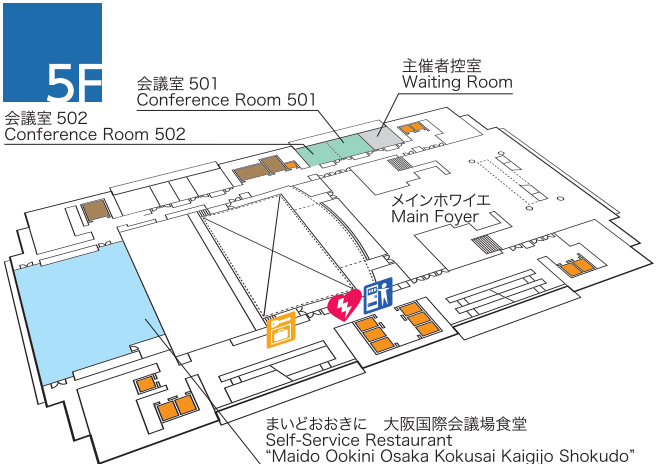 5F
会議室 501
Conference Room 501
主催者控室
Waiting Room
会議室 502
Conference Room 502
メインホワイエ
Main Foyer
まいどおおきに　大阪国際会議場食堂
Self-Service Restaurant
“Maido Ookini Osaka Kokusai Kaigijo Shokudo”